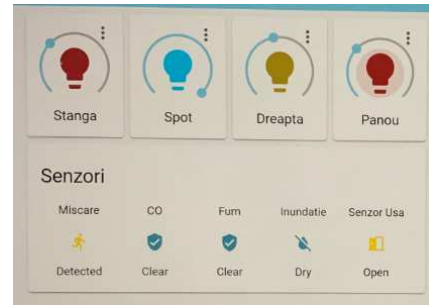 Stanga Spot Dreapta Panou
Senzori
Miscare CO Fum Inundatie Senzor Usa
Detected Clear Clear Dry Open